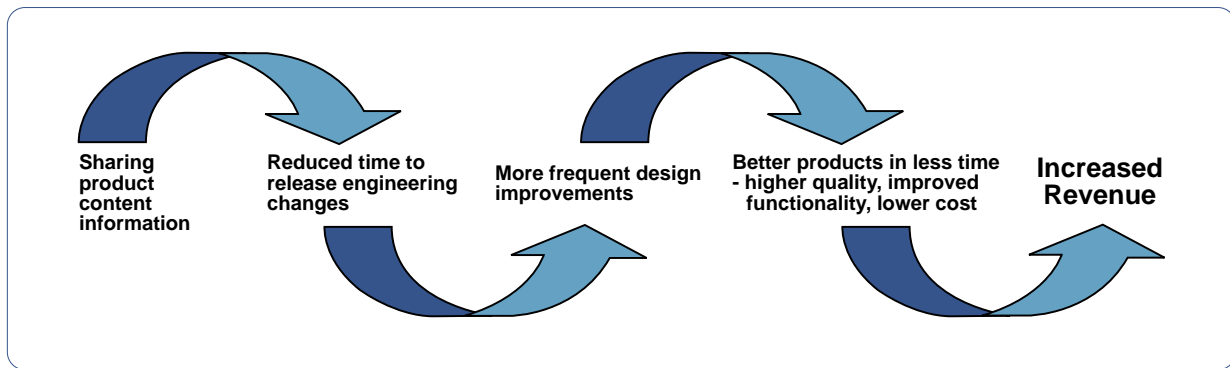 Sharing
product
content
information
Reduced time to
release engineering
changes
More frequent design
improvements
Better products in less time
- higher quality, improved
functionality, lower cost
Increased
Revenue